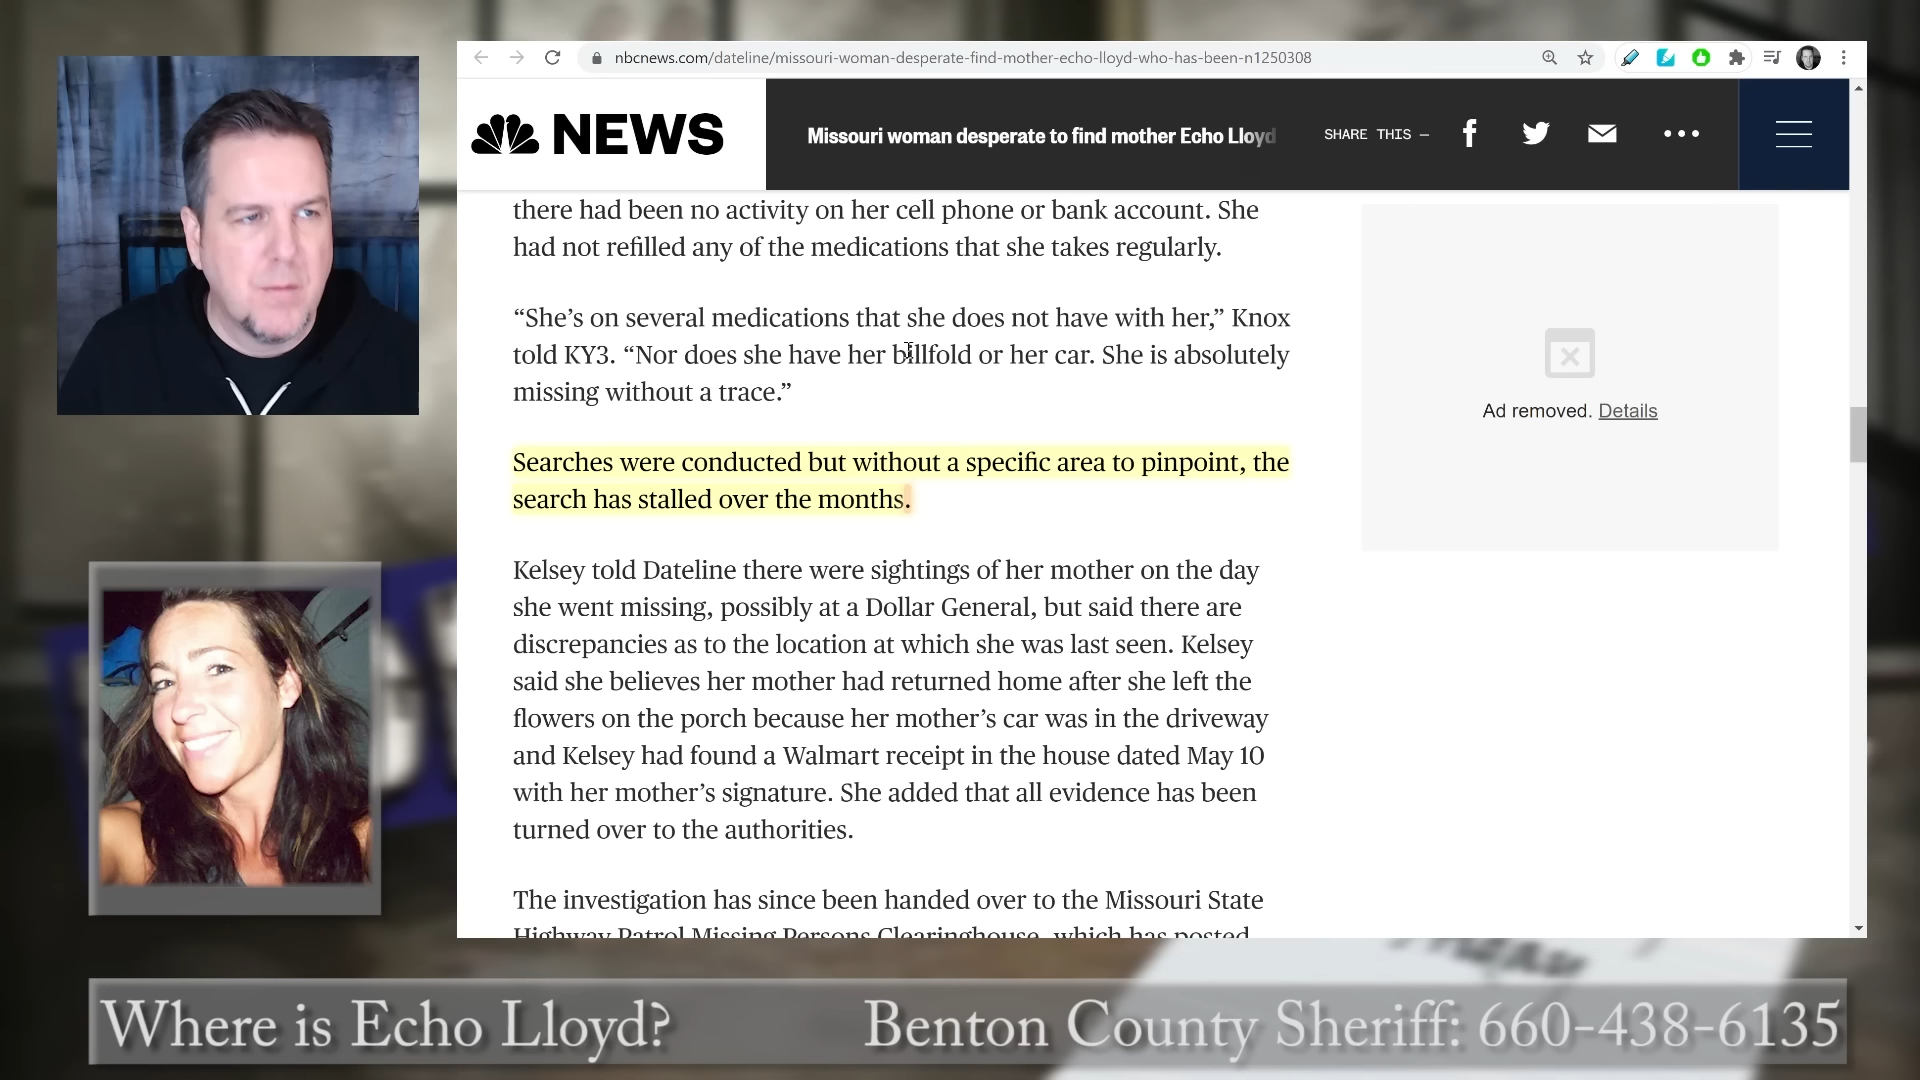 nbcnews.com/dateline/missouri-woman-desperate-find-mother-echo-lloyd-who-has-been-n1250308
NEWS
Missouri woman desperate to find mother Echo Lloyd
SHARE THIS —
there had been no activity on her cell phone or bank account. She
had not refilled any of the medications that she takes regularly.
“She’s on several medications that she does not have with her,” Knox
told KY3. “Nor does she have her billfold or her car. She is absolutely
missing without a trace.”
Searches were conducted but without a specific area to pinpoint, the
search has stalled over the months.
Kelsey told Dateline there were sightings of her mother on the day
she went missing, possibly at a Dollar General, but said there are
discrepancies as to the location at which she was last seen. Kelsey
said she believes her mother had returned home after she left the
flowers on the porch because her mother’s car was in the driveway
and Kelsey had found a Walmart receipt in the house dated May 10
with her mother’s signature. She added that all evidence has been
turned over to the authorities.
The investigation has since been handed over to the Missouri State
Highway Patrol Missing Persons Clearinghouse, which has posted
Ad removed. Details
Where is Echo Lloyd?
Benton County Sheriff: 660-438-6135